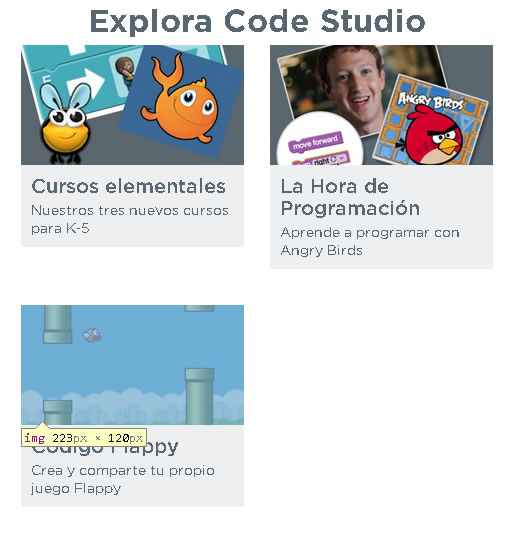 Explora Code Studio
ANGRY BIRDS
move forward
right
Cursos elementales
Nuestros tres nuevos cursos
para K-5
La Hora de
Programación
Aprende a programar con
Angry Birds
img 223px × 120px
Código Flappy
Crea y comparte tu propio
juego Flappy